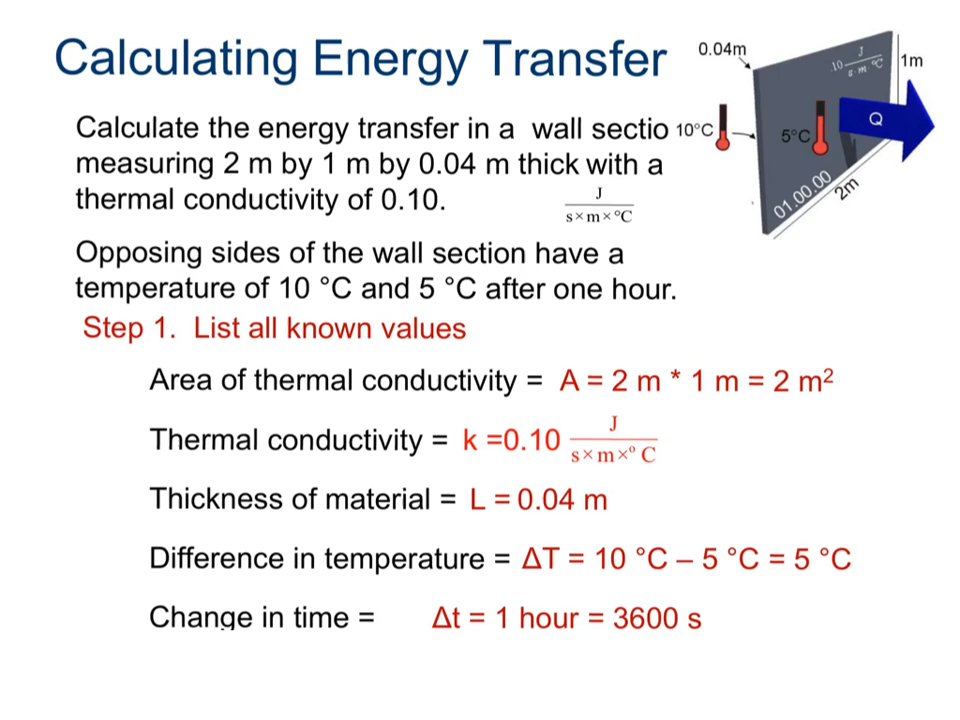 Calculating Energy Transfer
0.04m
.10 J
s·m·°C
1m
Calculate the energy transfer in a wall sectio
10°C
5°C
Q
measuring 2 m by 1 m by 0.04 m thick with a
thermal conductivity of 0.10.
J
s×m×°C
01.00.00
2m
Opposing sides of the wall section have a
temperature of 10 °C and 5 °C after one hour.
Step 1. List all known values
Area of thermal conductivity = A = 2 m * 1 m = 2 m²
Thermal conductivity = k =0.10 J
s×m×° C
Thickness of material = L = 0.04 m
Difference in temperature = ΔT = 10 °C – 5 °C = 5 °C
Change in time = Δt = 1 hour = 3600 s